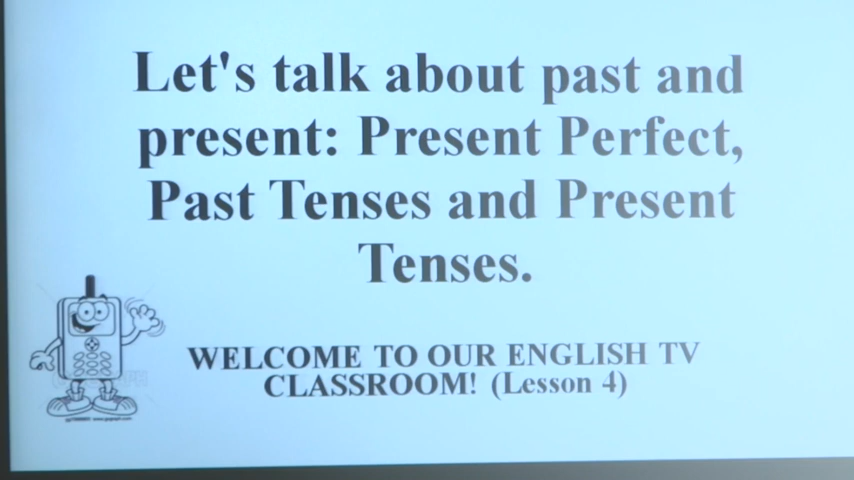 Let's talk about past and
present: Present Perfect,
Past Tenses and Present
Tenses.
WELCOME TO OUR ENGLISH TV
CLASSROOM! (Lesson 4)